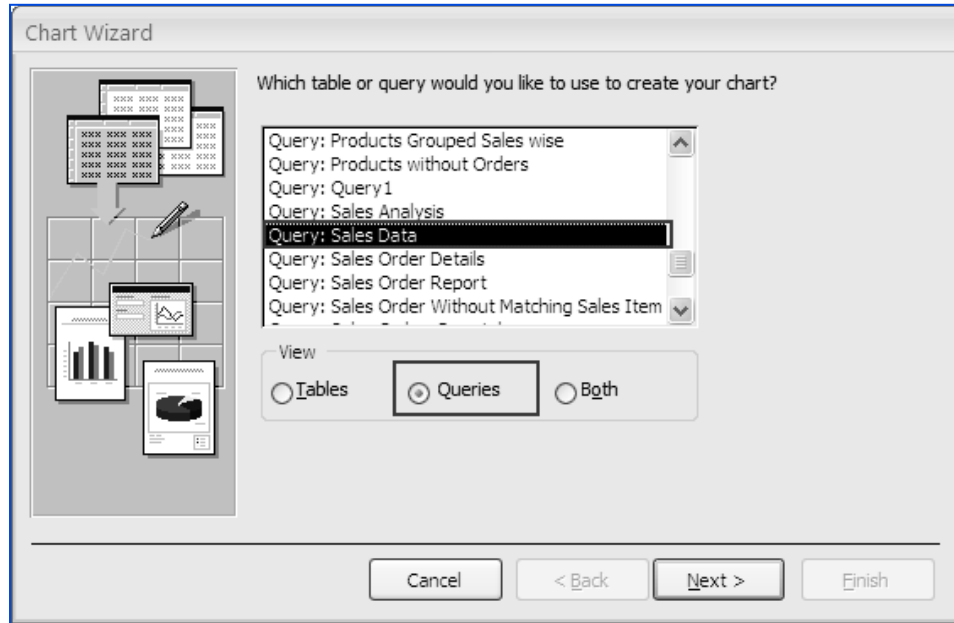 Chart Wizard
Which table or query would you like to use to create your chart?
Query: Products Grouped Sales wise
Query: Products without Orders
Query: Query1
Query: Sales Analysis
Query: Sales Data
Query: Sales Order Details
Query: Sales Order Report
Query: Sales Order Without Matching Sales Item
View
Tables
Queries
Both
Cancel
< Back
Next >
Finish